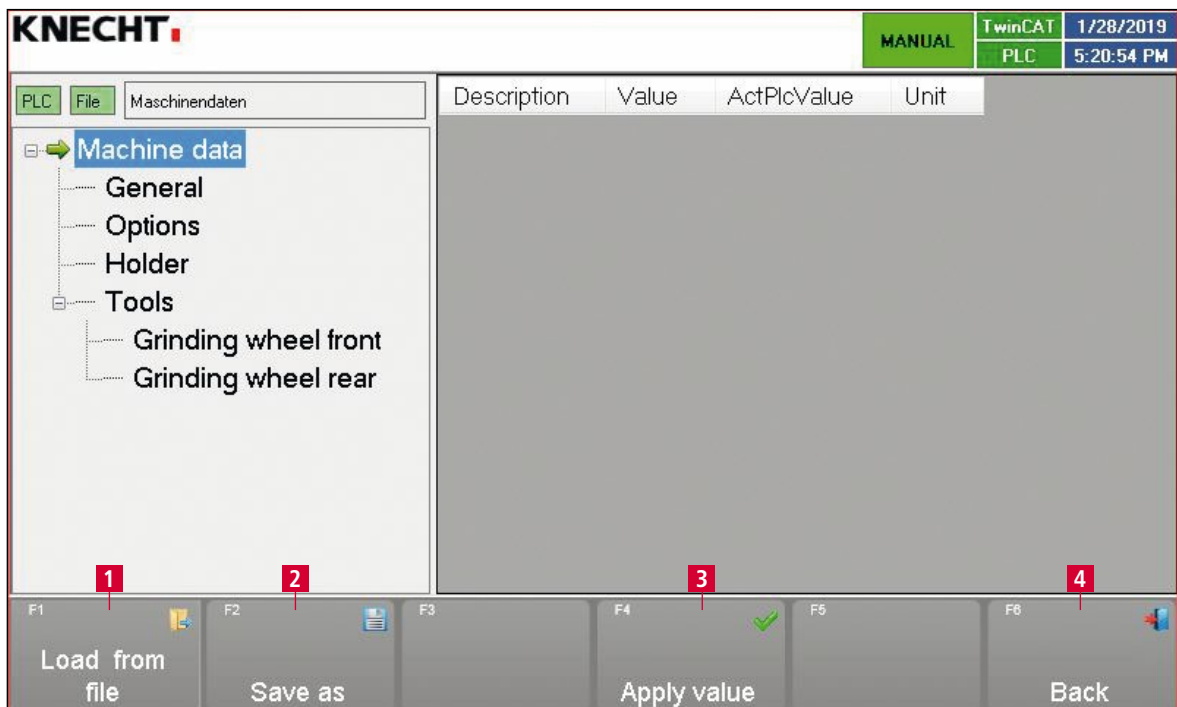 KNECHT
MANUAL
TwinCAT 1/28/2019
PLC 5:20:54 PM
PLC File Maschinendaten
Description Value ActPlcValue Unit
Machine data
General
Options
Holder
Tools
Grinding wheel front
Grinding wheel rear
1 2 3 4
F1 F2 F3 F4 F5 F6
Load from
file
Save as
Apply value
Back